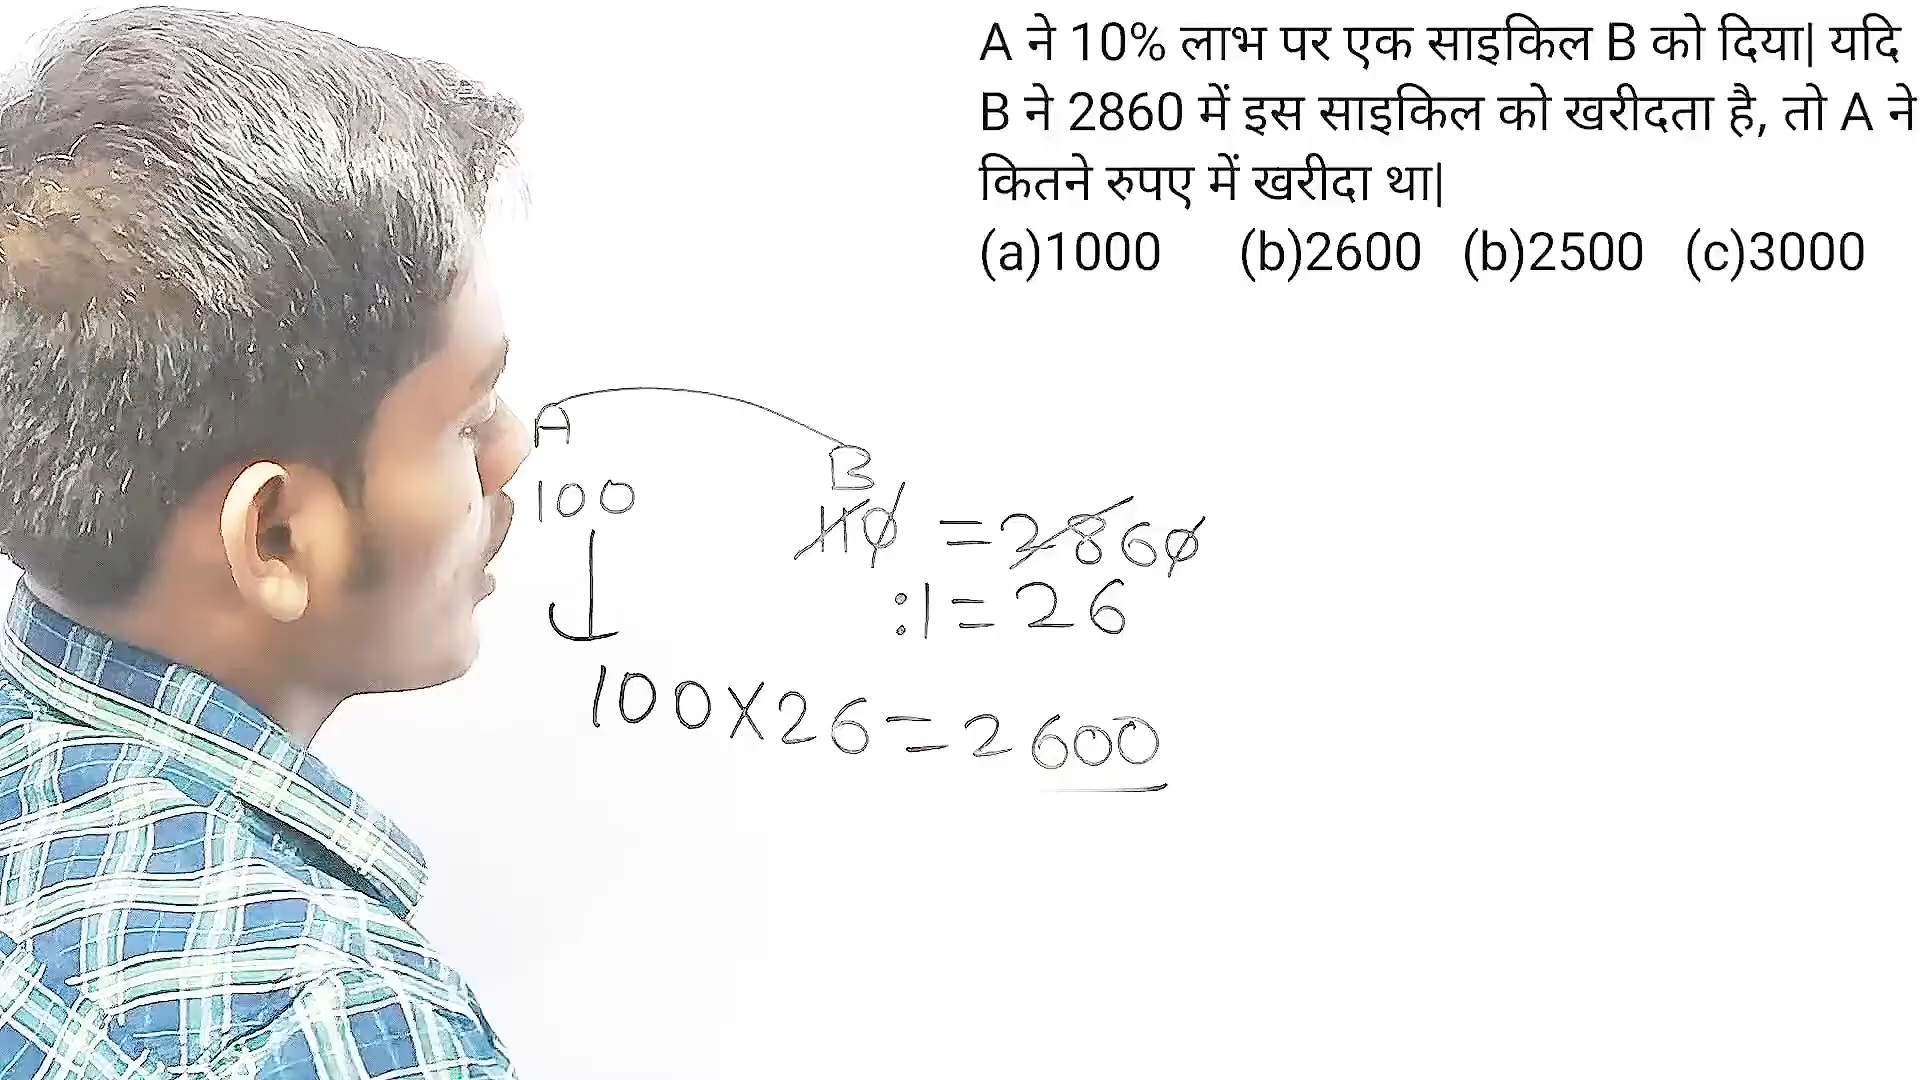 A ने 10% लाभ पर एक साइकिल B को दिया| यदि
B ने 2860 में इस साइकिल को खरीदता है, तो A ने
कितने रुपए में खरीदा था|
(a)1000 (b)2600 (b)2500 (c)3000
A
B
100
110 = 2860
:1 = 26
100X26=2600